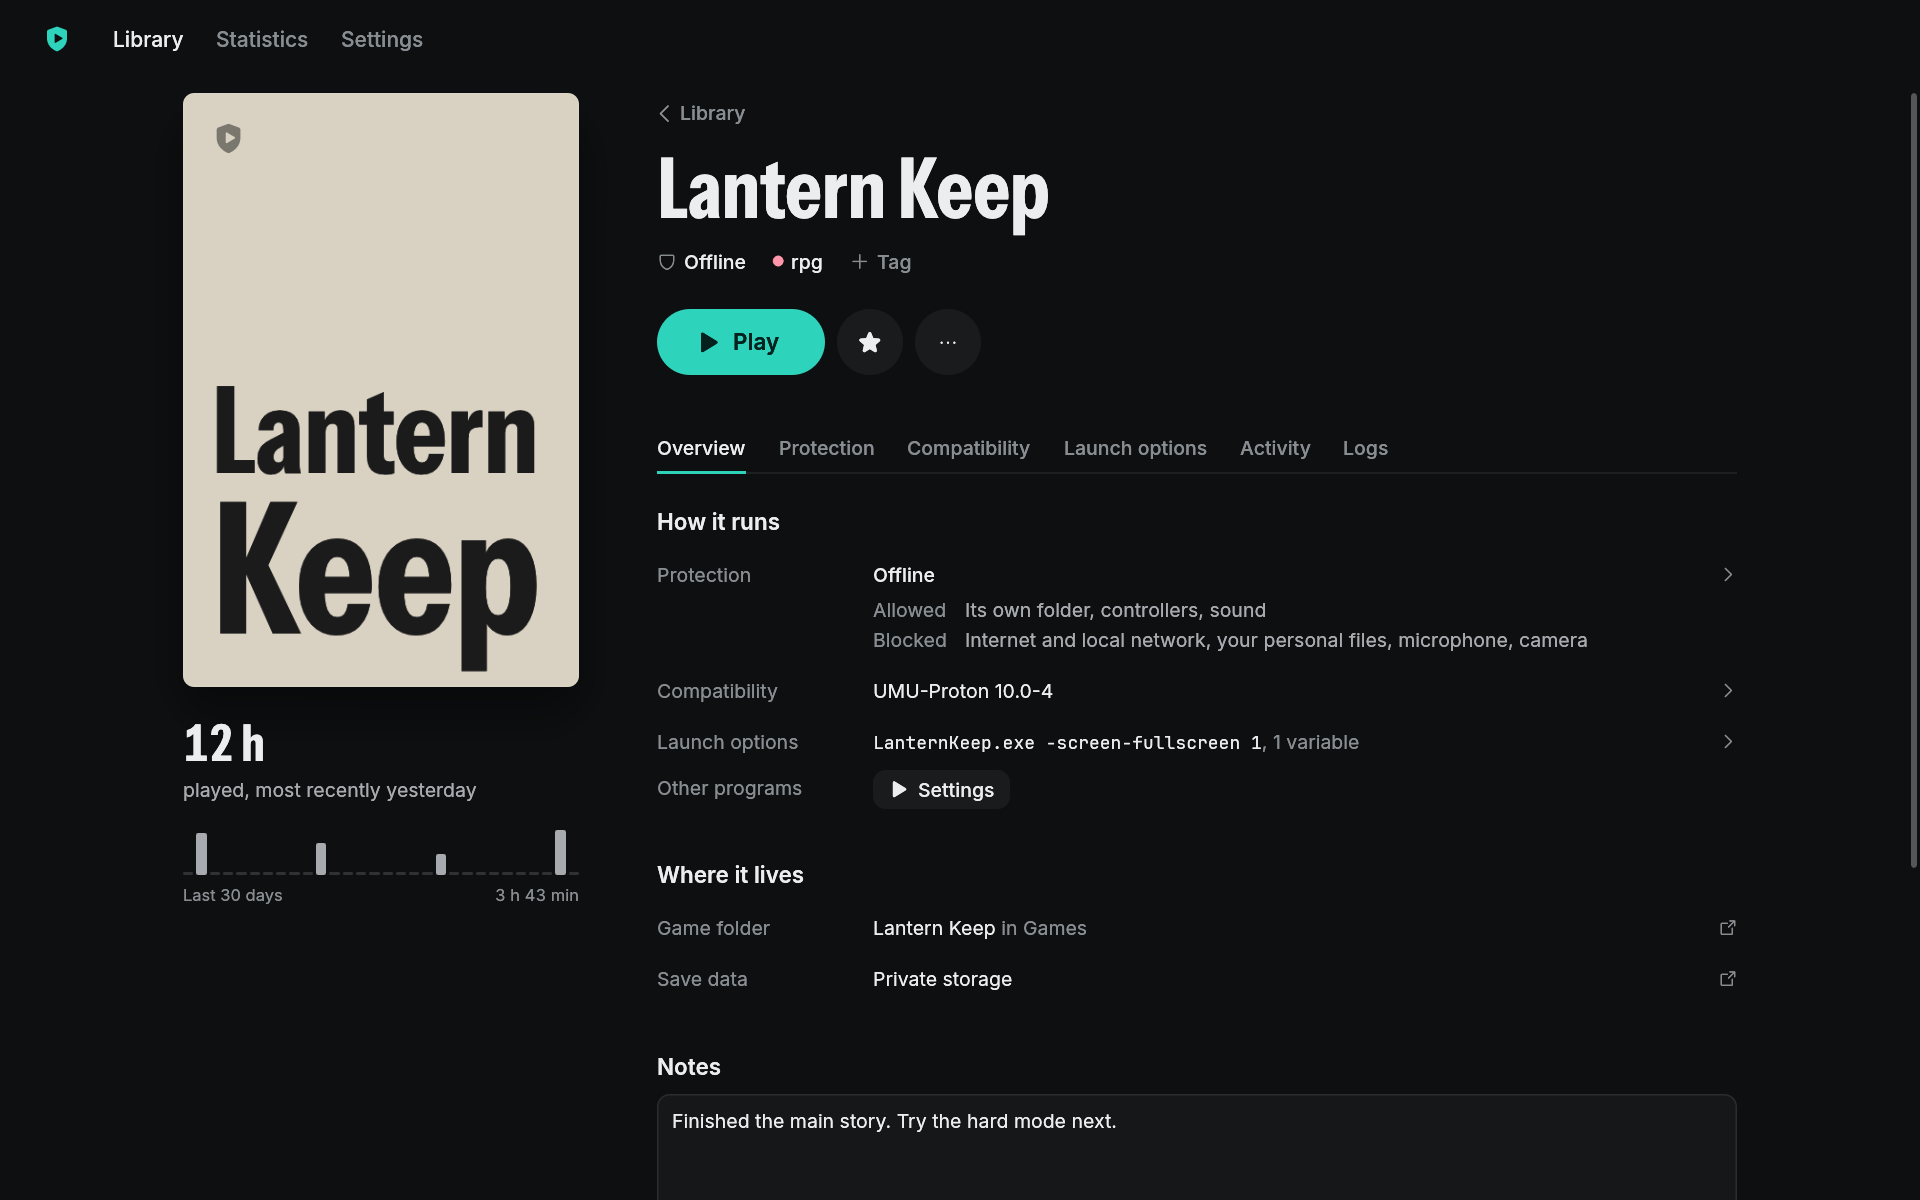 Library Statistics Settings
Lantern
Keep
12 h
played, most recently yesterday
Last 30 days 3 h 43 min
Library
Lantern Keep
Offline rpg Tag
Play
Overview Protection Compatibility Launch options Activity Logs
How it runs
Protection Offline
Allowed Its own folder, controllers, sound
Blocked Internet and local network, your personal files, microphone, camera
Compatibility UMU-Proton 10.0-4
Launch options LanternKeep.exe -screen-fullscreen 1, 1 variable
Other programs Settings
Where it lives
Game folder Lantern Keep in Games
Save data Private storage
Notes
Finished the main story. Try the hard mode next.